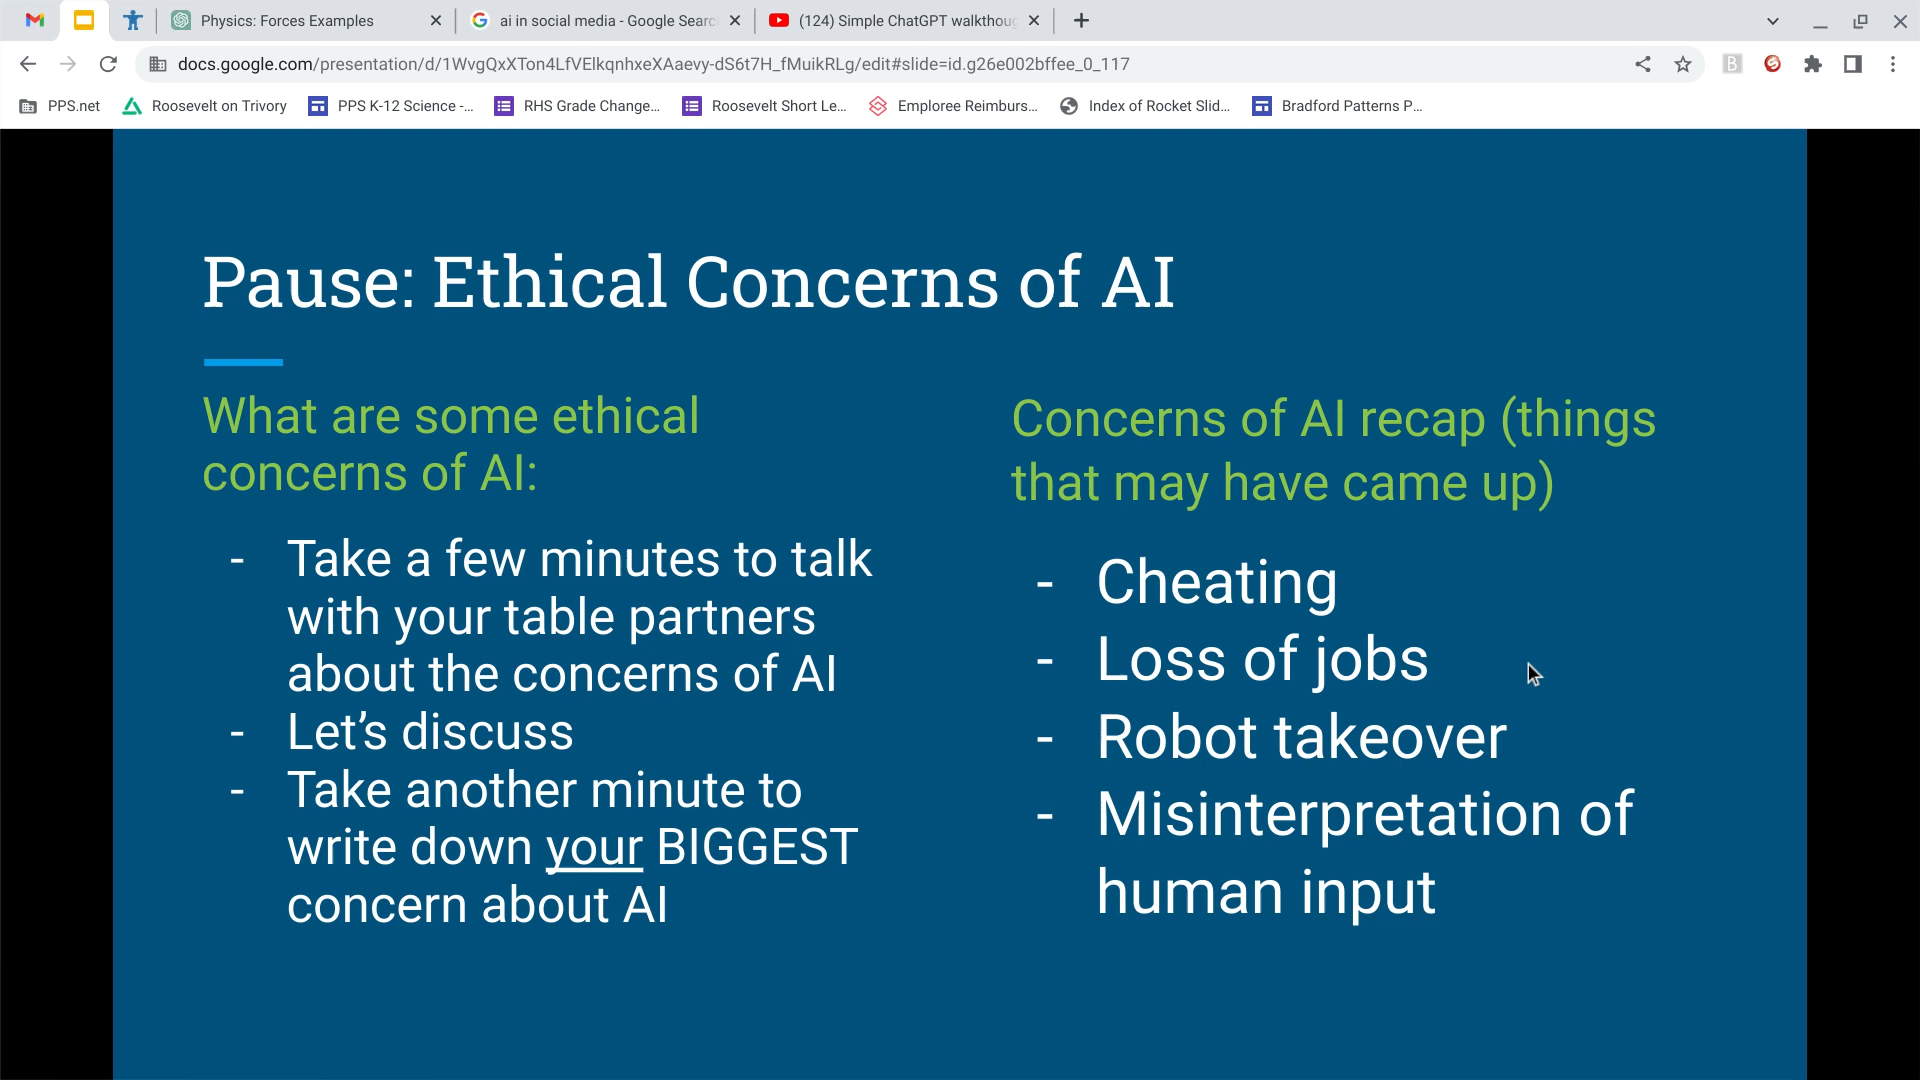 Physics: Forces Examples
ai in social media - Google Searc
(124) Simple ChatGPT walkthoug
docs.google.com/presentation/d/1WvgQxXTon4LfVElkqnhxeXAaevy-dS6t7H_fMuikRLg/edit#slide=id.g26e002bffee_0_117
PPS.net
Roosevelt on Trivory
PPS K-12 Science -...
RHS Grade Change...
Roosevelt Short Le...
Emploree Reimburs...
Index of Rocket Slid...
Bradford Patterns P...
Pause: Ethical Concerns of AI
What are some ethical
concerns of AI:
- Take a few minutes to talk
with your table partners
about the concerns of AI
- Let’s discuss
- Take another minute to
write down your BIGGEST
concern about AI
Concerns of AI recap (things
that may have came up)
- Cheating
- Loss of jobs
- Robot takeover
- Misinterpretation of
human input